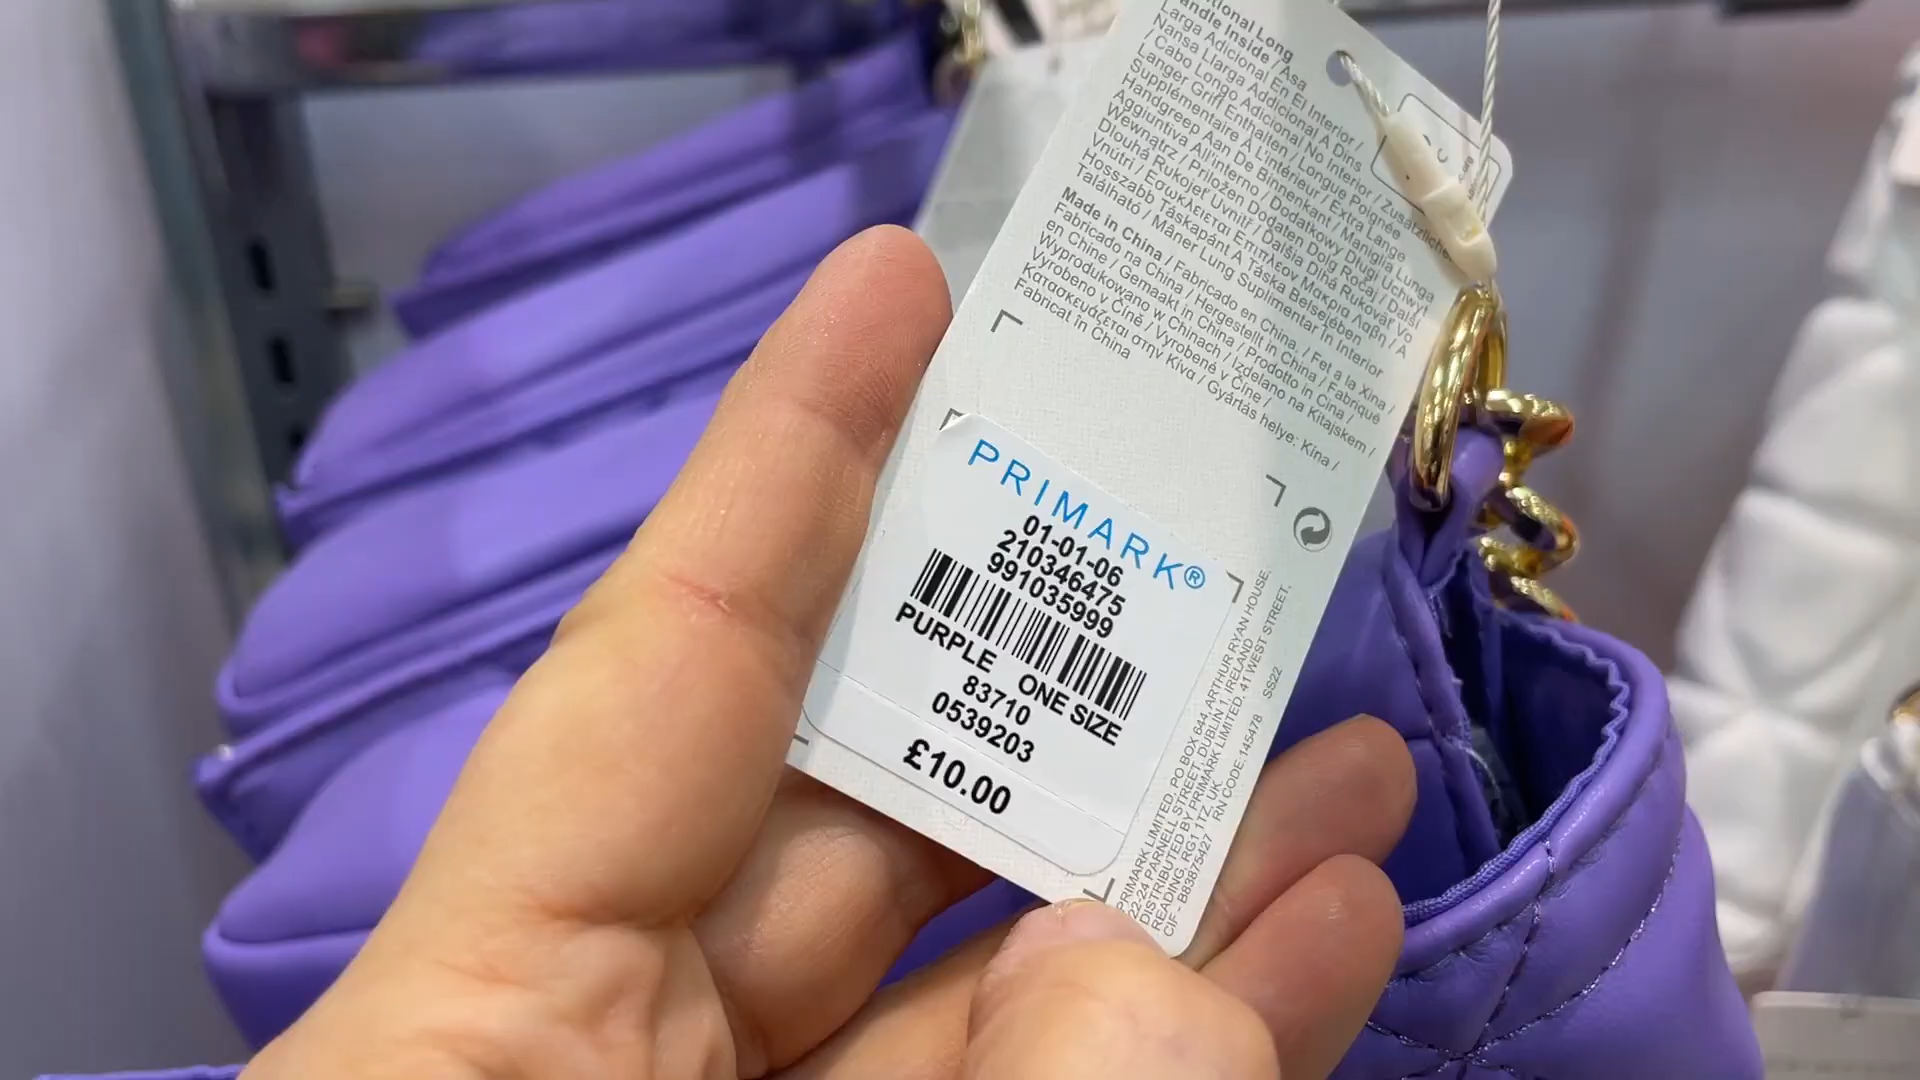 tional Long
andle Inside / Asa
Larga Adicional En El Interior /
Nansa Llarga Addicional A Dins
/ Cabo Longo Adicional No Interior / Zusätzlicher
Langer Griff Enthalten / Longue Poignée
Supplémentaire À L'intérieur / Extra Lange
Handgreep Aan De Binnenkant / Maniglia Lunga
Aggiuntiva All'interno / Dodatkowy Długi Uchwyt
Wewnątrz / Priložen Dodaten Dolg Ročaj / Další
Dlouhá Rukojeť Uvnitř / Ďalšia Dlhá Rukoväť Vo
Vnútri / Εσωκλείεται Επιπλέον Μακριά Λαβή / A
Hosszabb Táskapánt A Táska Belsejében
Található / Mâner Lung Suplimentar În Interior
Made in China / Fabricado en China. / Fet a la Xina /
Fabricado na China / Hergestellt in China / Fabriqué
en Chine / Gemaakt in China / Prodotto in Cina /
Wyprodukowano w Chinach / Izdelano na Kitajskem /
Vyrobeno v Číně / Vyrobené v Číne /
Κατασκευάζεται στην Κίνα / Gyártás helye: Kína /
Fabricat în China
PRIMARK®
01-01-06
210346475
991035999
PURPLE ONE SIZE
83710
0539203
£10.00
PRIMARK LIMITED, PO BOX 644, ARTHUR RYAN HOUSE,
22-24 PARNELL STREET, DUBLIN 1, IRELAND
DISTRIBUTED BY PRIMARK LIMITED, 41 WEST STREET,
READING, RG1 1TZ, UK
CIF - B83875427 RN CODE: 145478 SS22